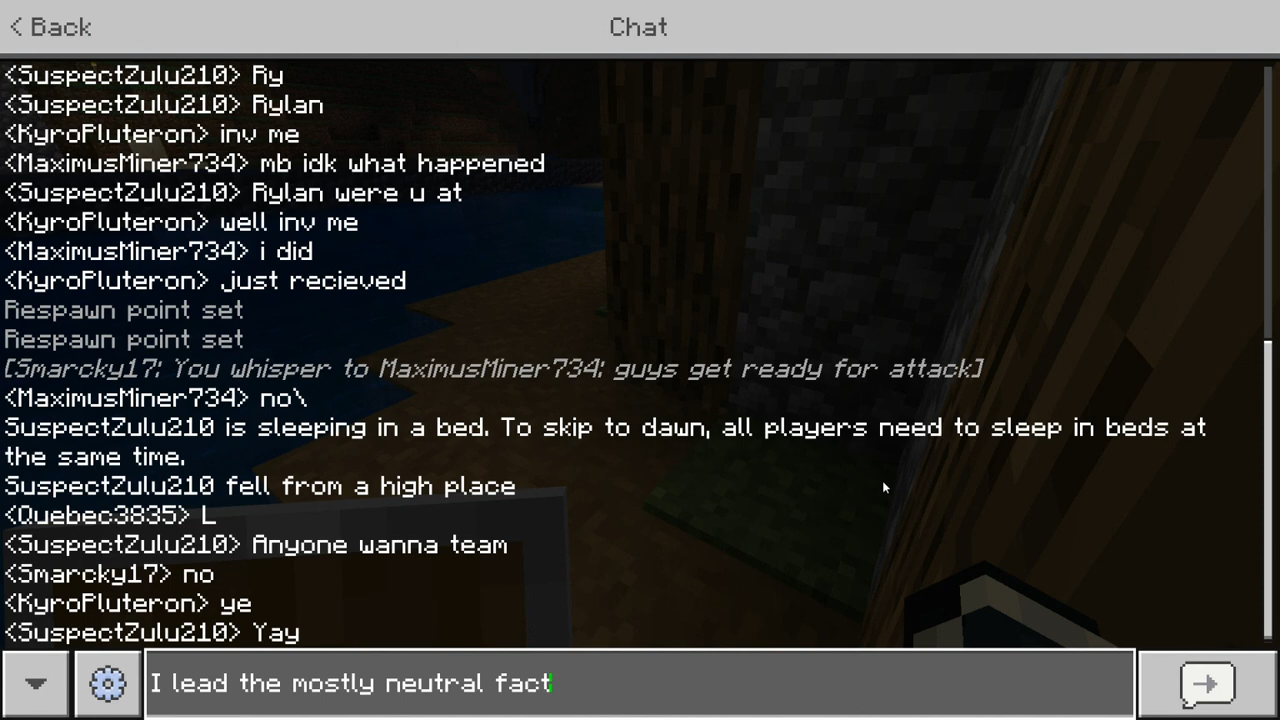 < Back
Chat
<SuspectZulu210> Ry
<SuspectZulu210> Rylan
<KyroPluteron> inv me
<MaximusMiner734> mb idk what happened
<SuspectZulu210> Rylan were u at
<KyroPluteron> well inv me
<MaximusMiner734> i did
<KyroPluteron> just recieved
Respawn point set
Respawn point set
[Smarcky17: You whisper to MaximusMiner734: guys get ready for attack]
<MaximusMiner734> no\
SuspectZulu210 is sleeping in a bed. To skip to dawn, all players need to sleep in beds at
the same time.
SuspectZulu210 fell from a high place
<Quebec3835> L
<SuspectZulu210> Anyone wanna team
<Smarcky17> no
<KyroPluteron> ye
<SuspectZulu210> Yay
I lead the mostly neutral fact